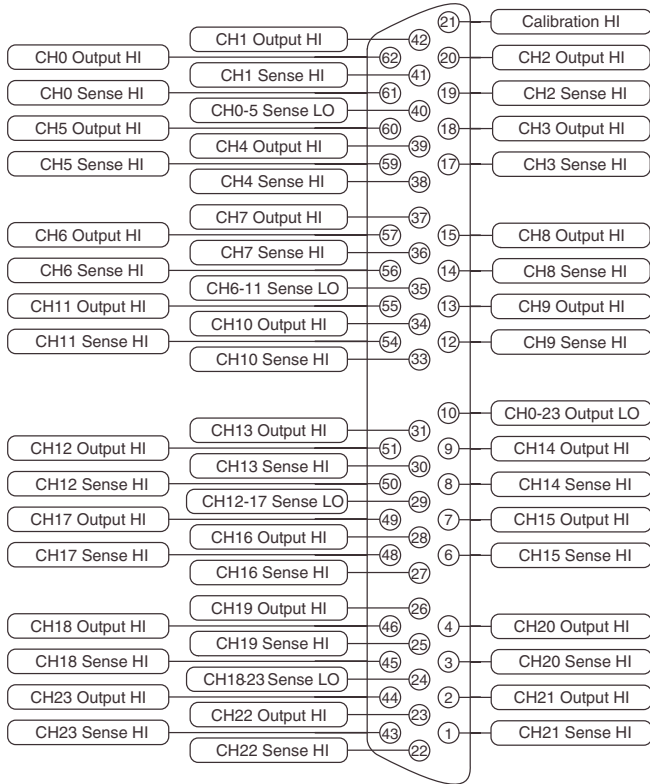 21 Calibration HI
CH1 Output HI 42
CH0 Output HI 62 20 CH2 Output HI
CH1 Sense HI 41
CH0 Sense HI 61 19 CH2 Sense HI
CH0-5 Sense LO 40
CH5 Output HI 60 18 CH3 Output HI
CH4 Output HI 39
CH5 Sense HI 59 17 CH3 Sense HI
CH4 Sense HI 38
CH7 Output HI 37
CH6 Output HI 57 15 CH8 Output HI
CH7 Sense HI 36
CH6 Sense HI 56 14 CH8 Sense HI
CH6-11 Sense LO 35
CH11 Output HI 55 13 CH9 Output HI
CH10 Output HI 34
CH11 Sense HI 54 12 CH9 Sense HI
CH10 Sense HI 33
10 CH0-23 Output LO
CH13 Output HI 31
CH12 Output HI 51 9 CH14 Output HI
CH13 Sense HI 30
CH12 Sense HI 50 8 CH14 Sense HI
CH12-17 Sense LO 29
CH17 Output HI 49 7 CH15 Output HI
CH16 Output HI 28
CH17 Sense HI 48 6 CH15 Sense HI
CH16 Sense HI 27
CH19 Output HI 26
CH18 Output HI 46 4 CH20 Output HI
CH19 Sense HI 25
CH18 Sense HI 45 3 CH20 Sense HI
CH18-23 Sense LO 24
CH23 Output HI 44 2 CH21 Output HI
CH22 Output HI 23
CH23 Sense HI 43 1 CH21 Sense HI
CH22 Sense HI 22